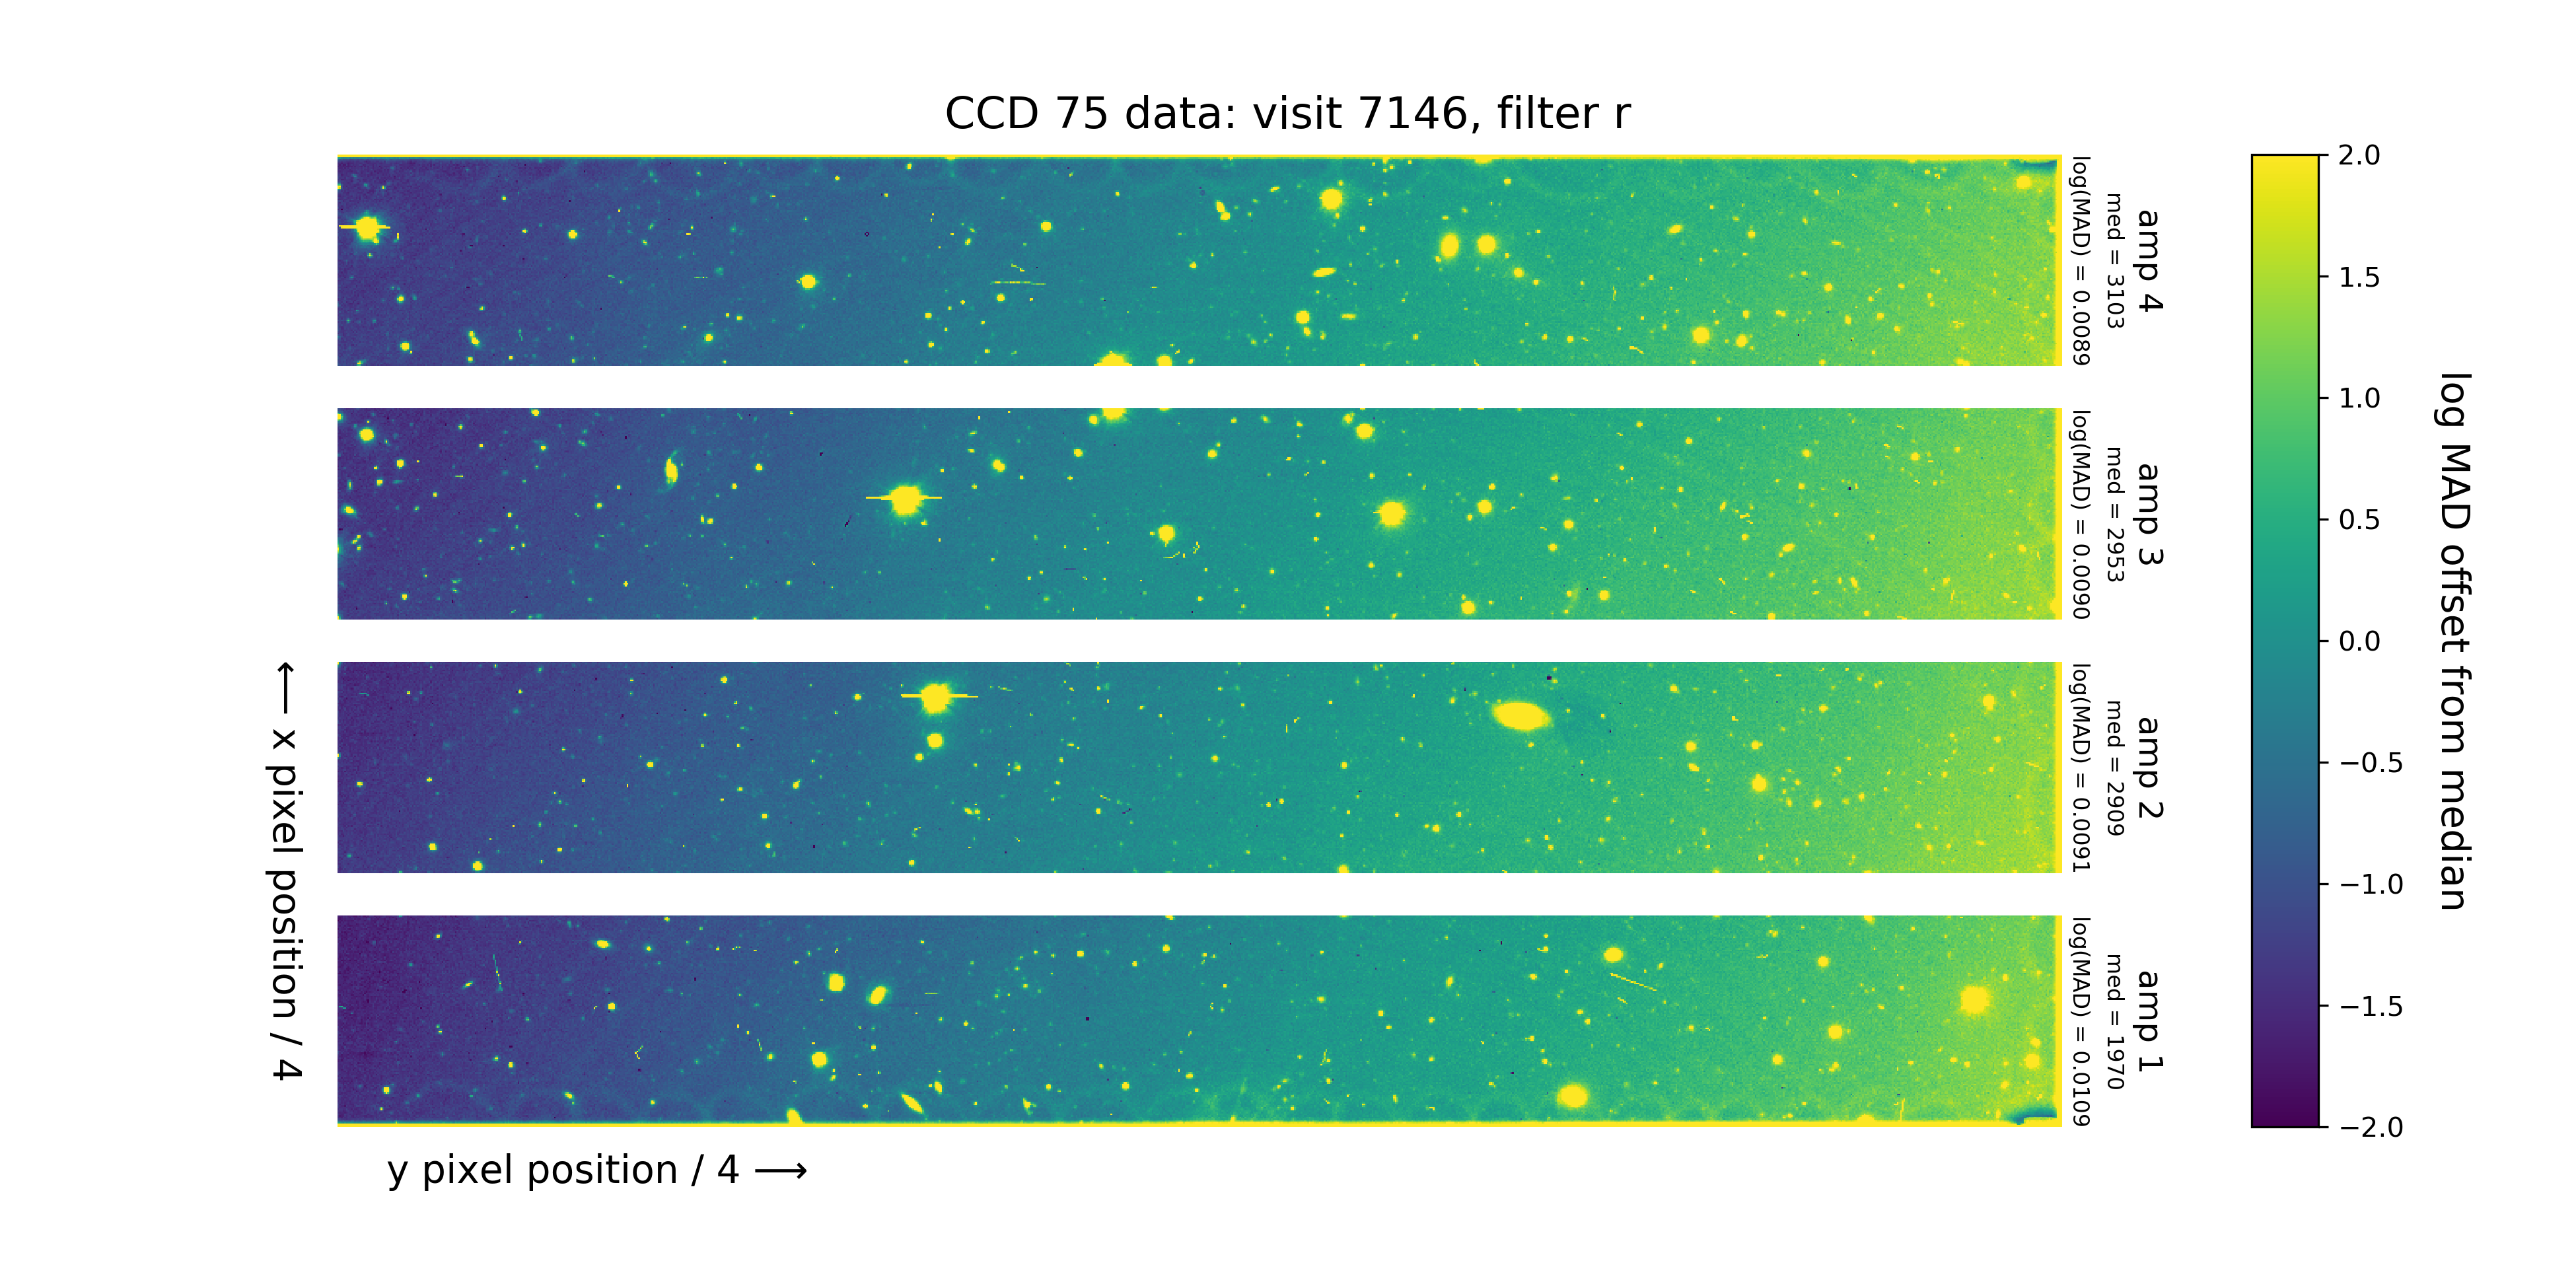 CCD 75 data: visit 7146, filter r
amp 4
med = 3103
log(MAD) = 0.0089
amp 3
med = 2953
log(MAD) = 0.0090
amp 2
med = 2909
log(MAD) = 0.0091
amp 1
med = 1970
log(MAD) = 0.0109
⟵ x pixel position / 4
y pixel position / 4 ⟶
2.0
1.5
1.0
0.5
0.0
−0.5
−1.0
−1.5
−2.0
log MAD offset from median